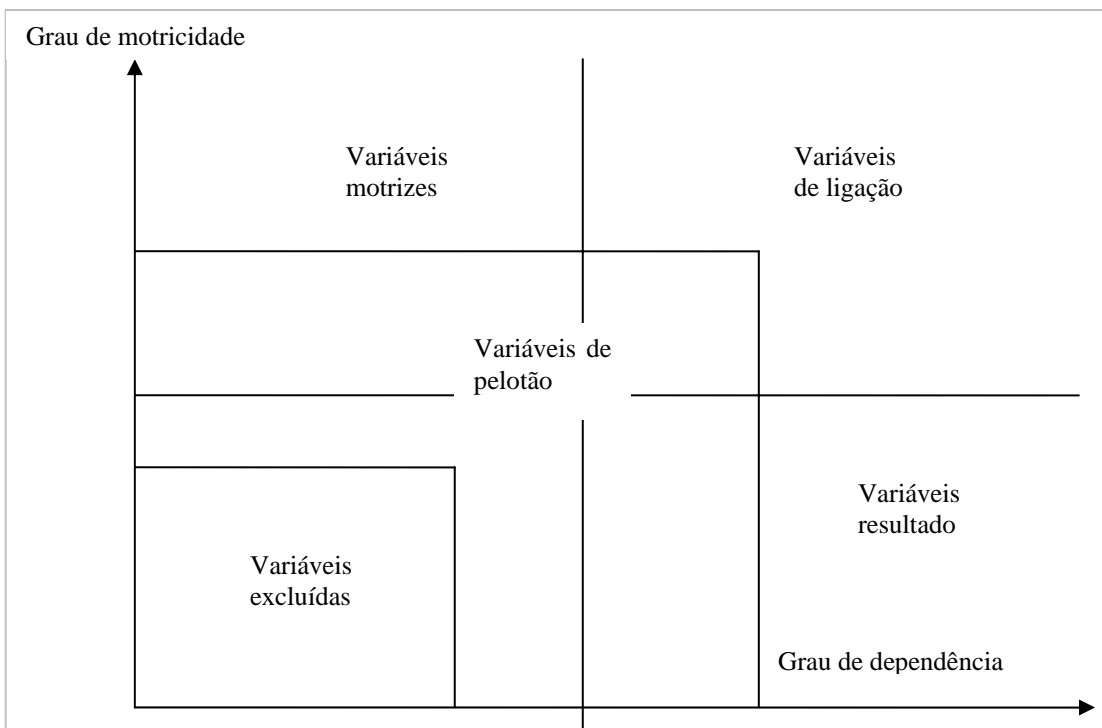 Grau de motricidade
Variáveis
motrizes
Variáveis
de ligação
Variáveis de
pelotão
Variáveis
resultado
Variáveis
excluídas
Grau de dependência